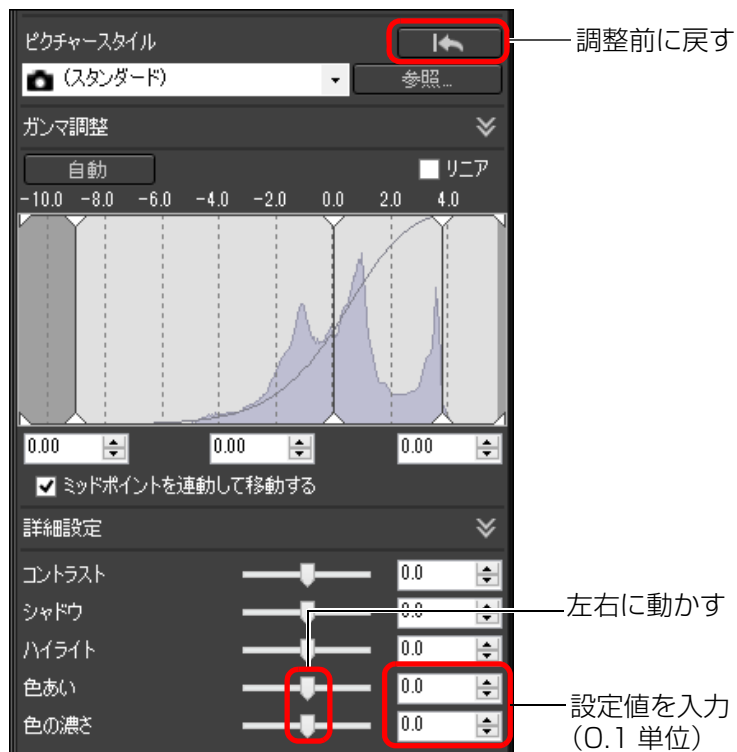 ピクチャースタイル
調整前に戻す
(スタンダード)
参照...
ガンマ調整
自動
リニア
-10.0 -8.0 -6.0 -4.0 -2.0 0.0 2.0 4.0
0.00 0.00 0.00
ミッドポイントを連動して移動する
詳細設定
コントラスト 0.0
シャドウ 0.0
左右に動かす
ハイライト 0.0
色あい 0.0
設定値を入力
(0.1 単位)
色の濃さ 0.0